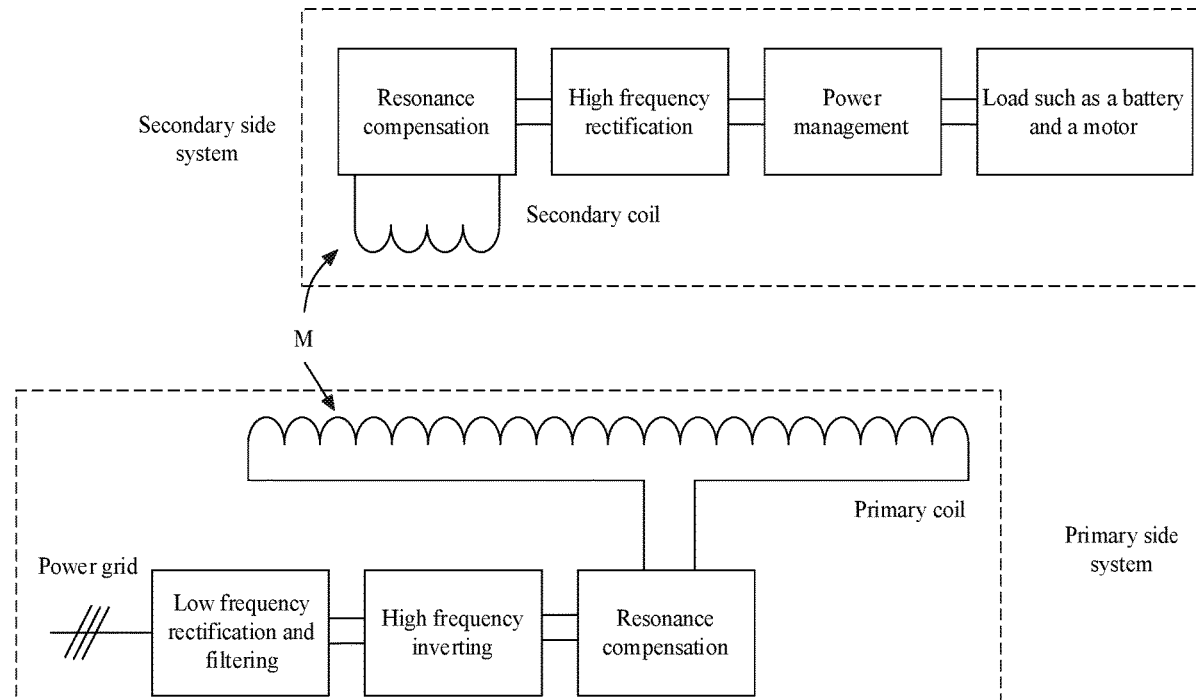 Secondary side
system
Resonance
compensation
High frequency
rectification
Power
management
Load such as a battery
and a motor
Secondary coil
M
Primary coil
Primary side
system
Power grid
Low frequency
rectification and
filtering
High frequency
inverting
Resonance
compensation